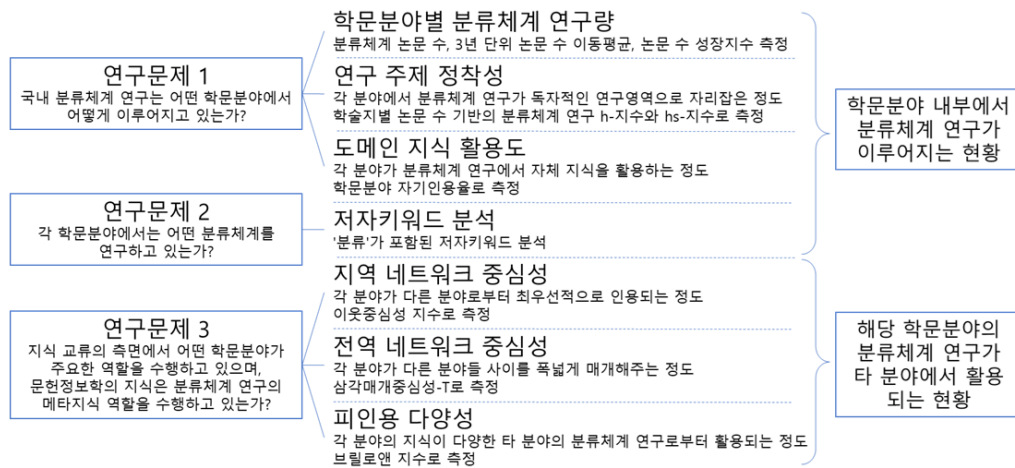 연구문제 1
국내 분류체계 연구는 어떤 학문분야에서
어떻게 이루어지고 있는가?
학문분야별 분류체계 연구량
분류체계 논문 수, 3년 단위 논문 수 이동평균, 논문 수 성장지수 측정
연구 주제 정착성
각 분야에서 분류체계 연구가 독자적인 연구영역으로 자리잡은 정도
학술지별 논문 수 기반의 분류체계 연구 h-지수와 hs-지수로 측정
도메인 지식 활용도
각 분야가 분류체계 연구에서 자체 지식을 활용하는 정도
학문분야 자기인용율로 측정
연구문제 2
각 학문분야에서는 어떤 분류체계를
연구하고 있는가?
저자키워드 분석
'분류'가 포함된 저자키워드 분석
학문분야 내부에서
분류체계 연구가
이루어지는 현황
연구문제 3
지식 교류의 측면에서 어떤 학문분야가
주요한 역할을 수행하고 있으며,
문헌정보학의 지식은 분류체계 연구의
메타지식 역할을 수행하고 있는가?
지역 네트워크 중심성
각 분야가 다른 분야로부터 최우선적으로 인용되는 정도
이웃중심성 지수로 측정
전역 네트워크 중심성
각 분야가 다른 분야들 사이를 폭넓게 매개해주는 정도
삼각매개중심성-T로 측정
피인용 다양성
각 분야의 지식이 다양한 타 분야의 분류체계 연구로부터 활용되는 정도
브릴로앤 지수로 측정
해당 학문분야의
분류체계 연구가
타 분야에서 활용
되는 현황